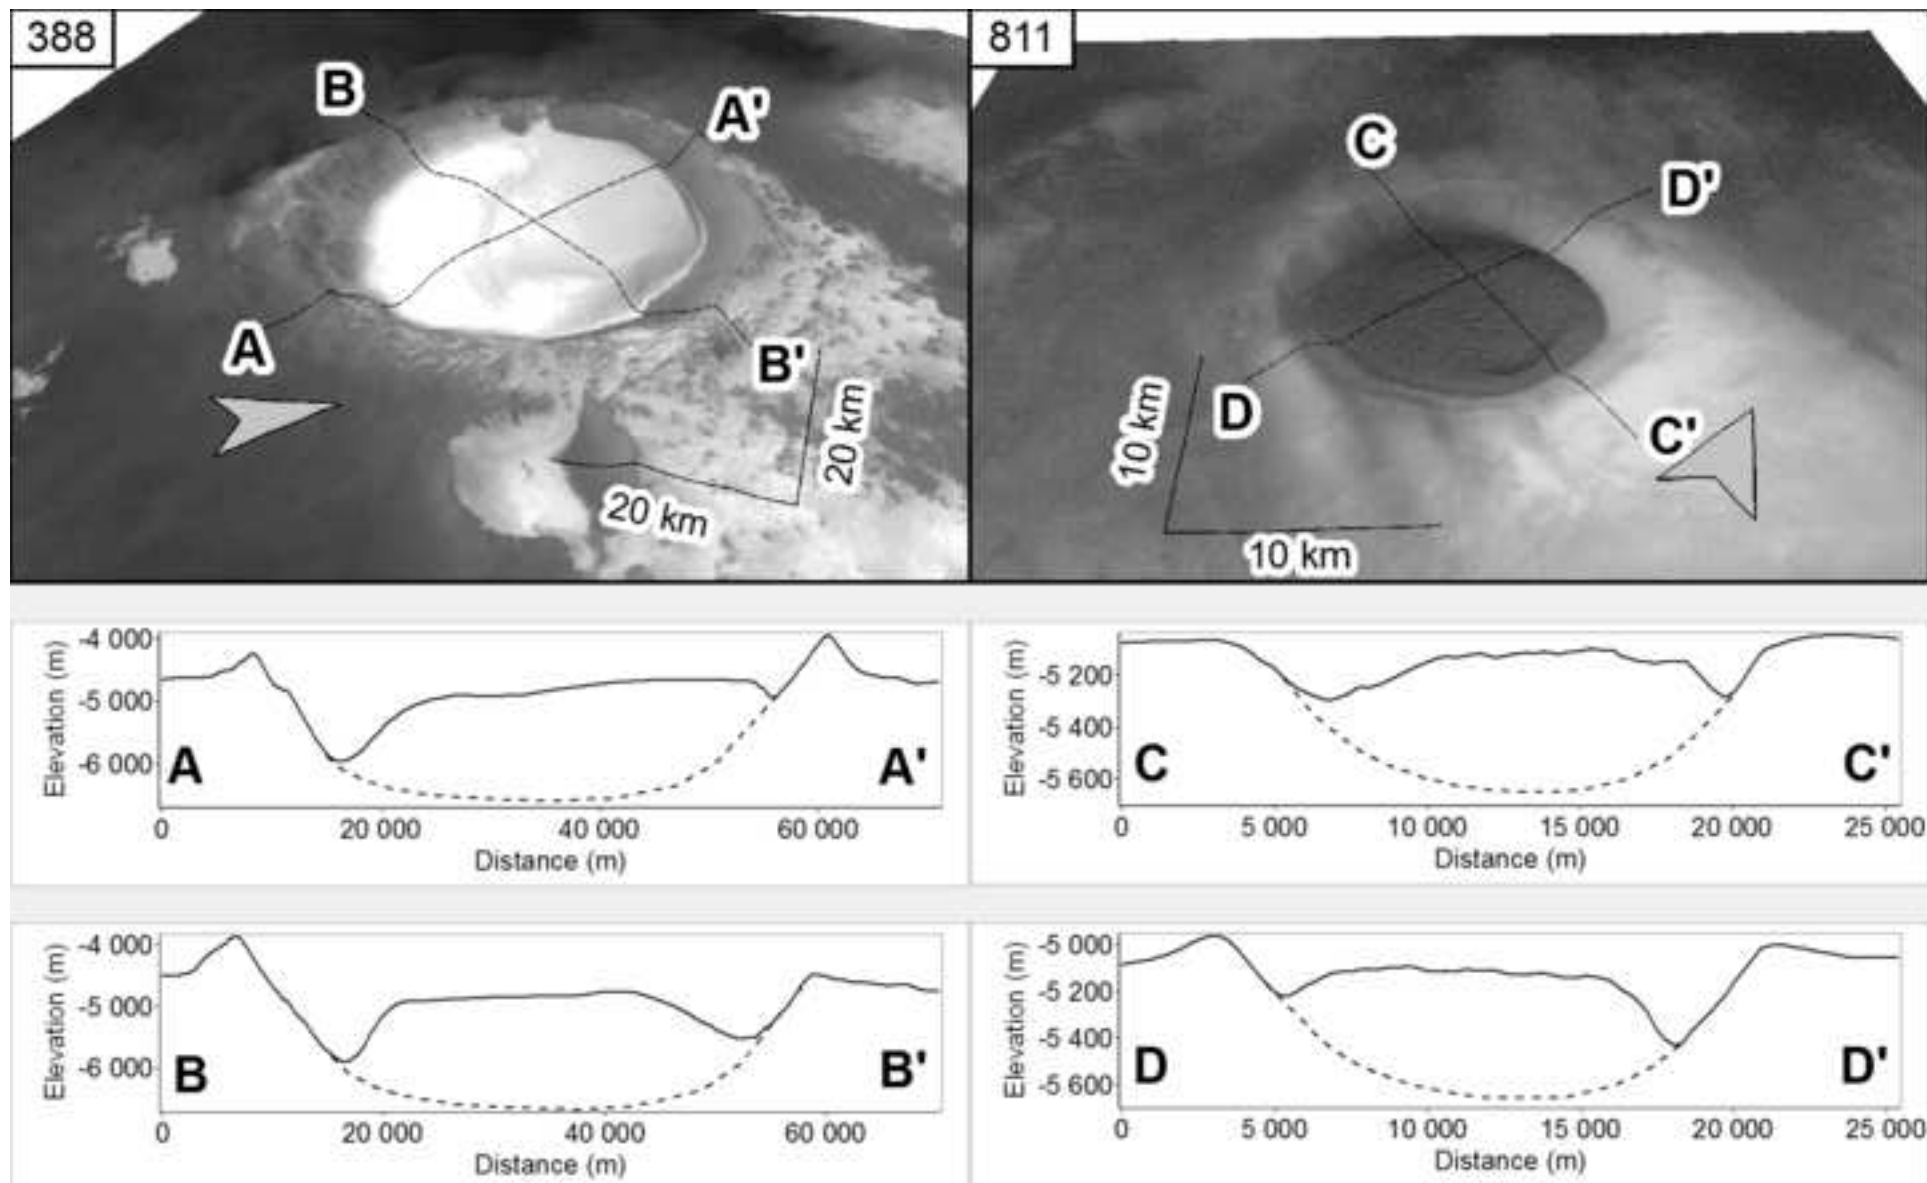 388
B
A'
A
B'
20 km
20 km
811
C
D'
D
C'
10 km
10 km
Elevation (m)
-4 000
-5 000
-6 000
A
A'
0 20 000 40 000 60 000
Distance (m)
Elevation (m)
-5 200
-5 400
-5 600
C
C'
0 5 000 10 000 15 000 20 000 25 000
Distance (m)
Elevation (m)
-4 000
-5 000
-6 000
B
B'
0 20 000 40 000 60 000
Distance (m)
Elevation (m)
-5 000
-5 200
-5 400
-5 600
D
D'
0 5 000 10 000 15 000 20 000 25 000
Distance (m)